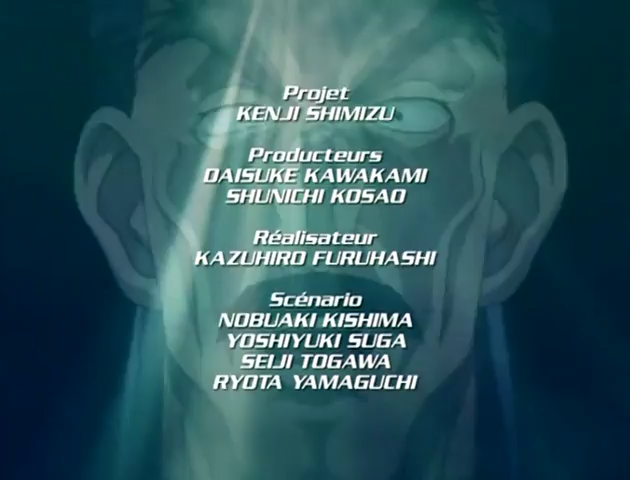 Projet
KENJI SHIMIZU
Producteurs
DAISUKE KAWAKAMI
SHUNICHI KOSAO
Réalisateur
KAZUHIRO FURUHASHI
Scénario
NOBUAKI KISHIMA
YOSHIYUKI SUGA
SEIJI TOGAWA
RYOTA YAMAGUCHI